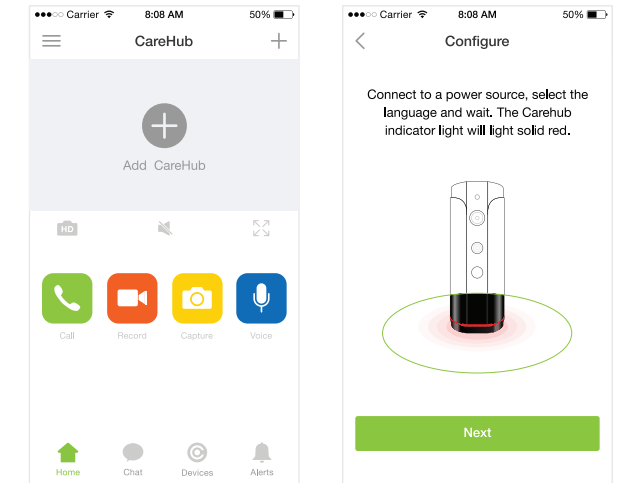 Carrier 8:08 AM 50%
CareHub
Add CareHub
HD
Call Record Capture Voice
Home Chat Devices Alerts
Carrier 8:08 AM 50%
Configure
Connect to a power source, select the
language and wait. The Carehub
indicator light will light solid red.
Next